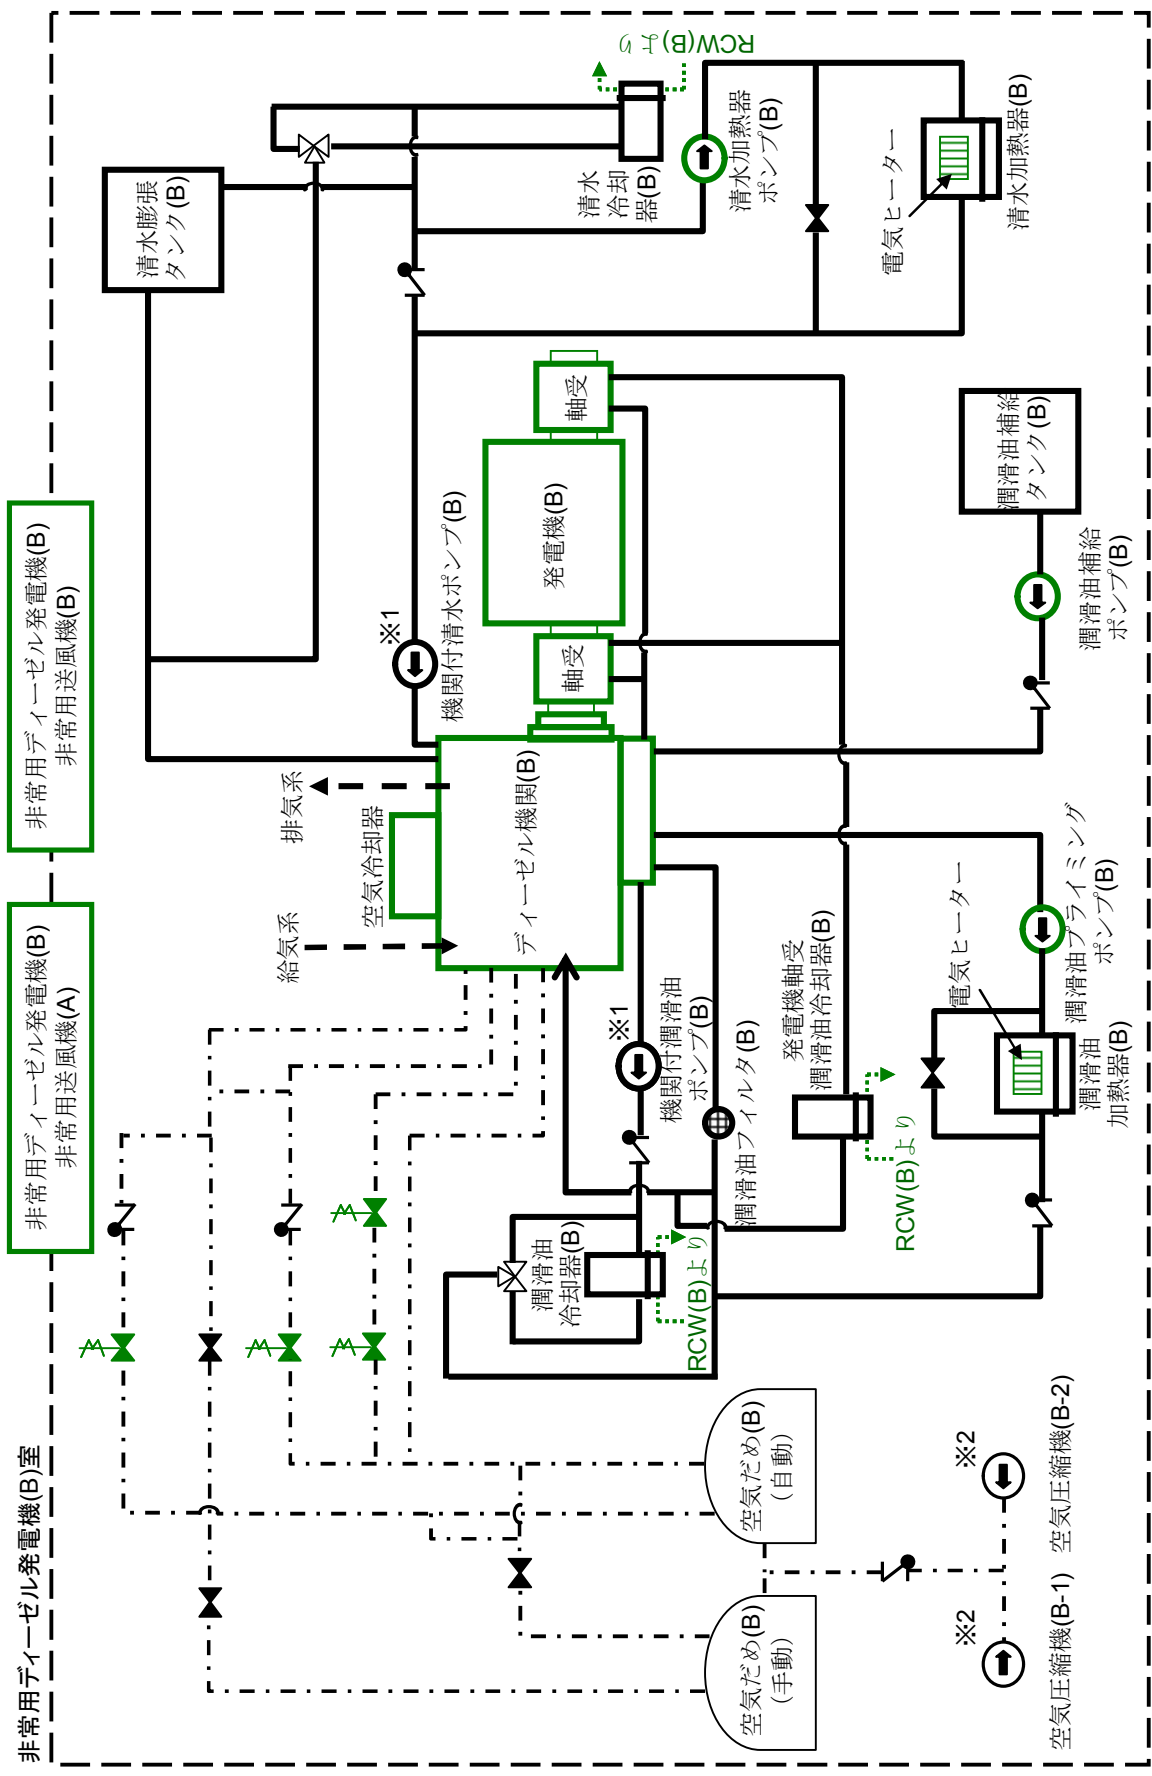 非常用ディーゼル発電機(B)室
非常用ディーゼル発電機(B)
非常用送風機(A)
非常用ディーゼル発電機(B)
非常用送風機(B)
清水膨張
タンク(B)
給気系
排気系
空気冷却器
※1
機関付清水ポンプ(B)
ディーゼル機関(B)
軸受
発電機(B)
軸受
清水
冷却
器(B)
RCW(B)より
清水加熱器
ポンプ(B)
電気ヒーター
清水加熱器(B)
潤滑油
冷却器(B)
RCW(B)より
※1
機関付潤滑油
ポンプ(B)
潤滑油フィルタ(B)
発電機軸受
潤滑油冷却器(B)
RCW(B)より
電気ヒーター
潤滑油
加熱器(B)
潤滑油プライミング
ポンプ(B)
潤滑油補給
ポンプ(B)
潤滑油補給
タンク(B)
空気だめ(B)
(手動)
空気だめ(B)
(自動)
※2
※2
空気圧縮機(B-1)
空気圧縮機(B-2)